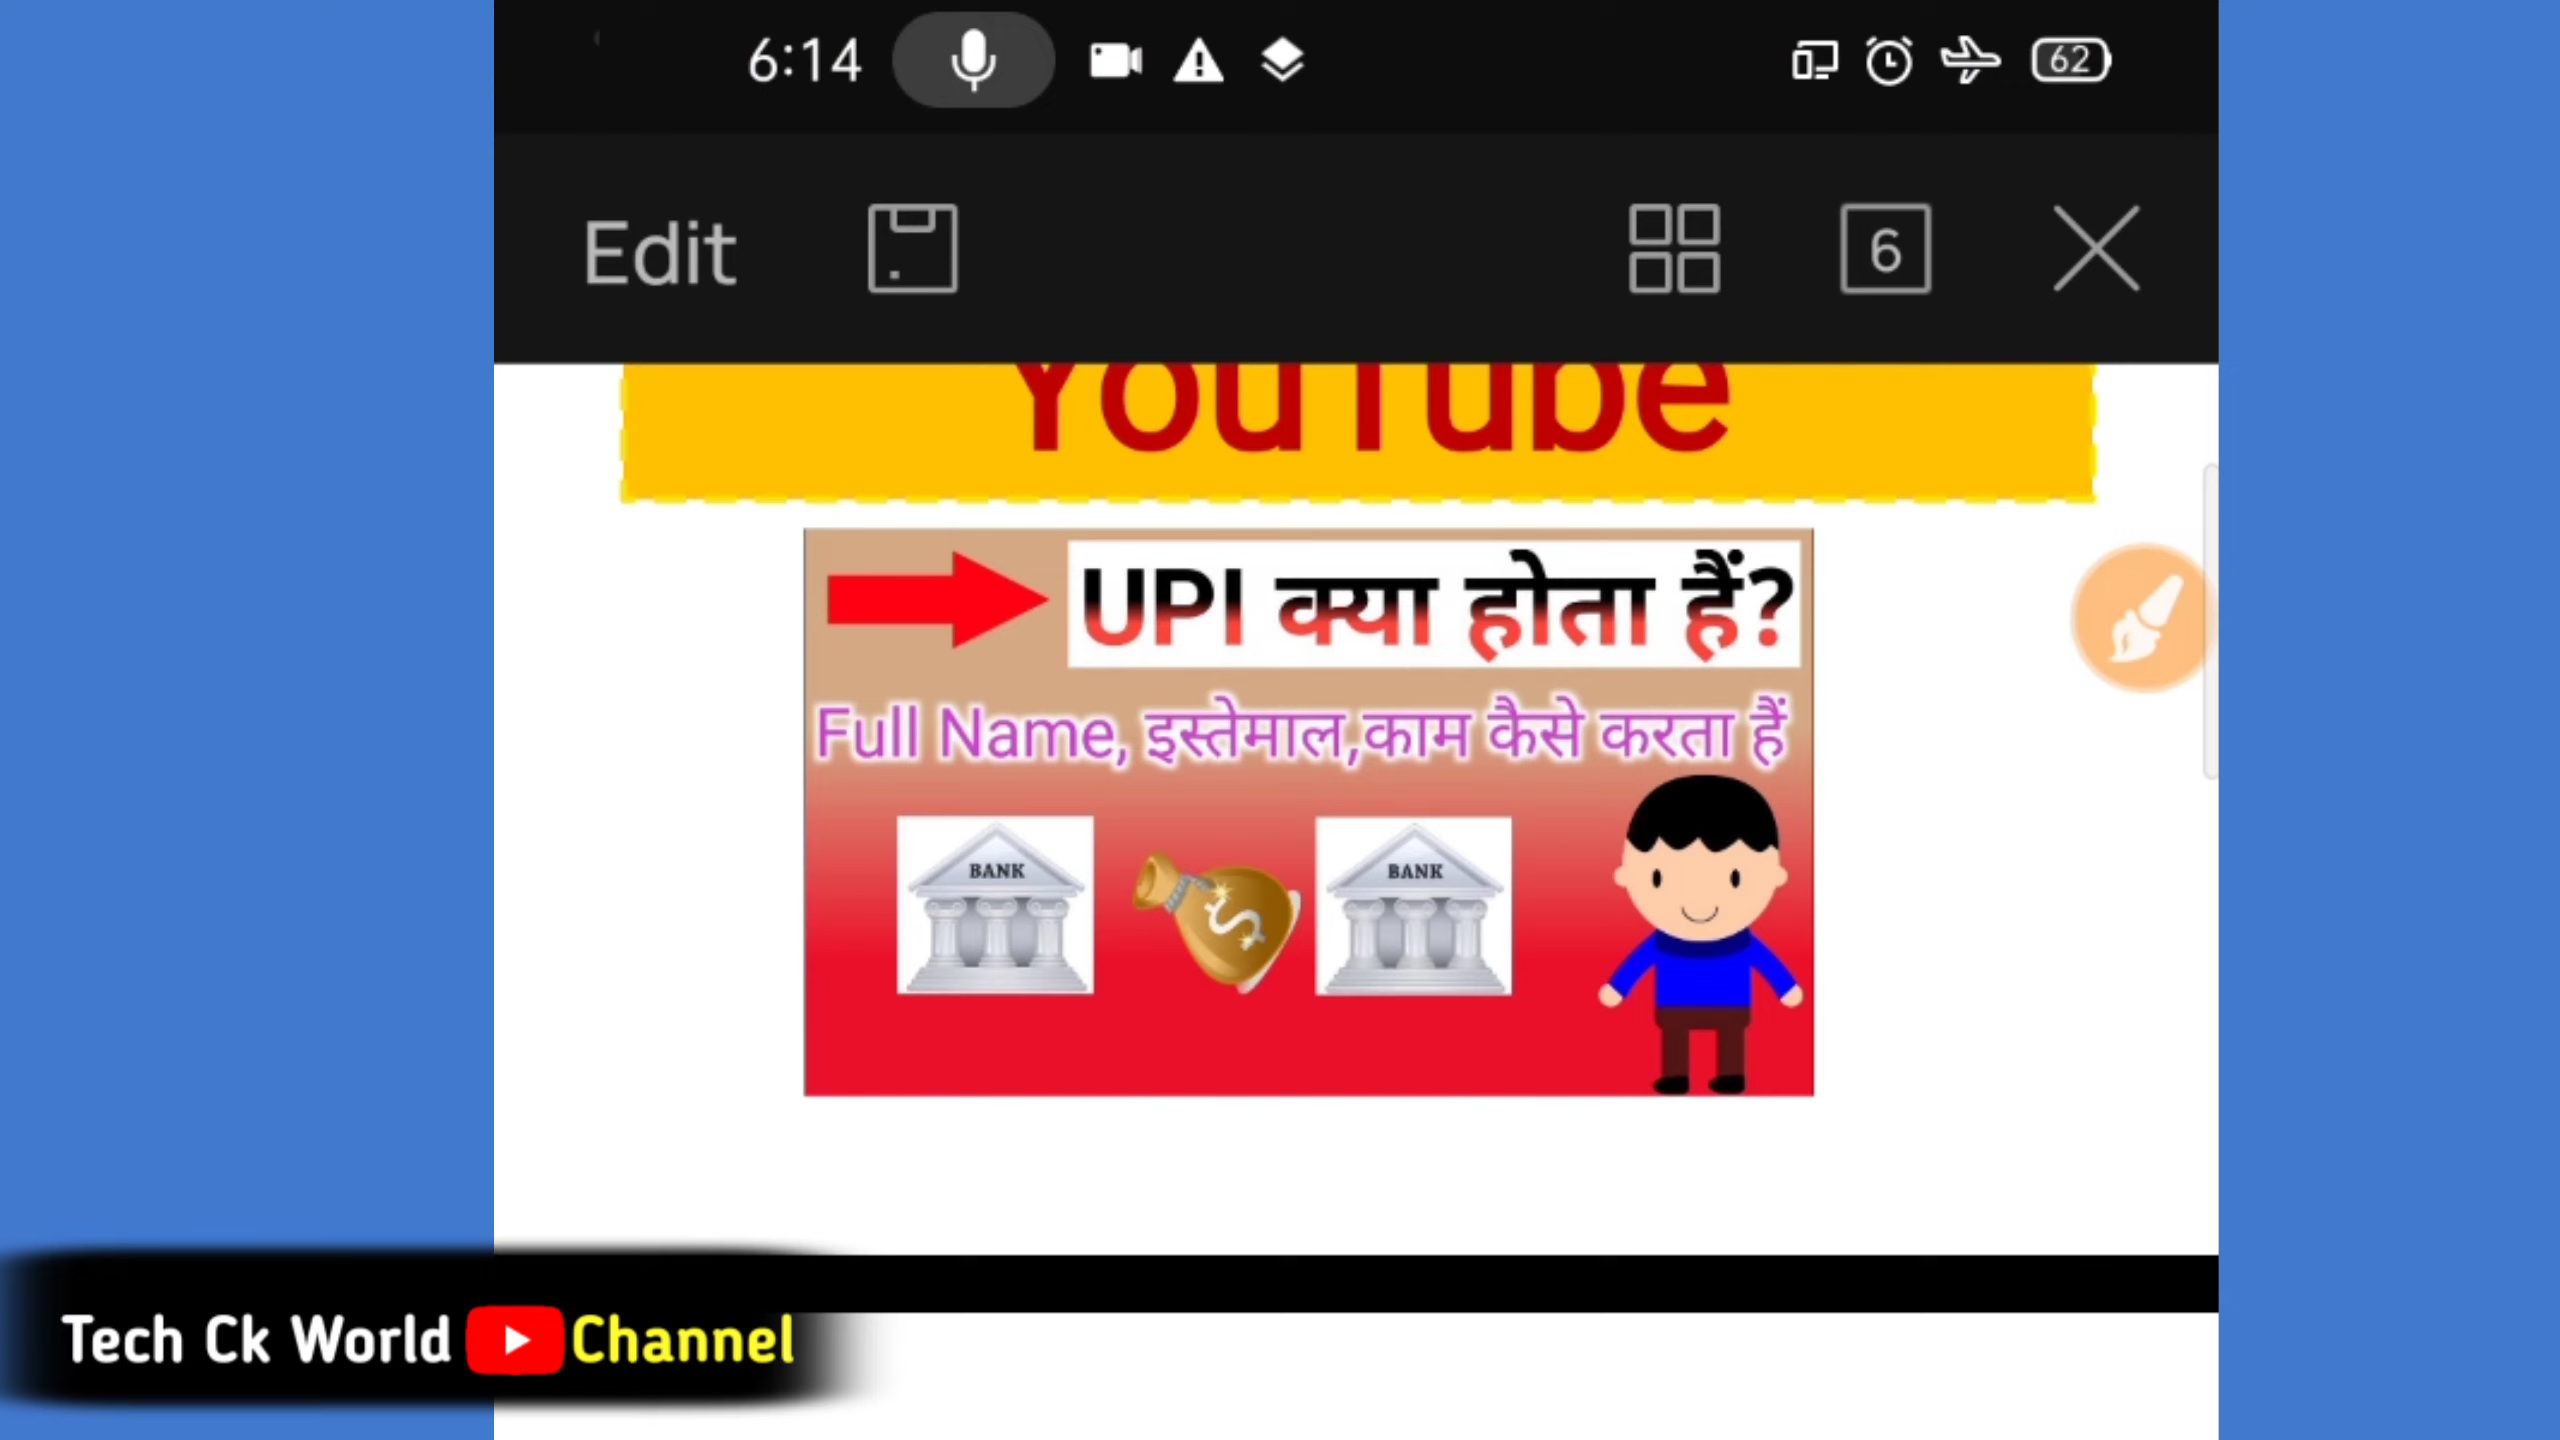 6:14
62
Edit
6
YouTube
UPI क्या होता हैं?
Full Name, इस्तेमाल,काम कैसे करता हैं
BANK
$
BANK
Tech Ck World Channel